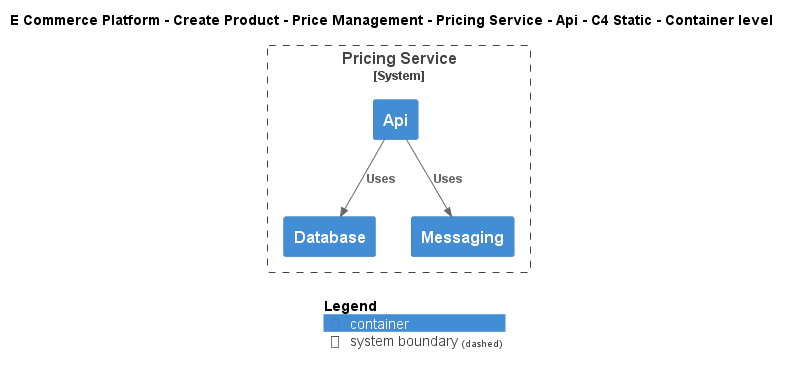 E Commerce Platform - Create Product - Price Management - Pricing Service - Api - C4 Static - Container level
Pricing Service
[System]
Api
Uses
Uses
Database
Messaging
Legend
container
system boundary (dashed)